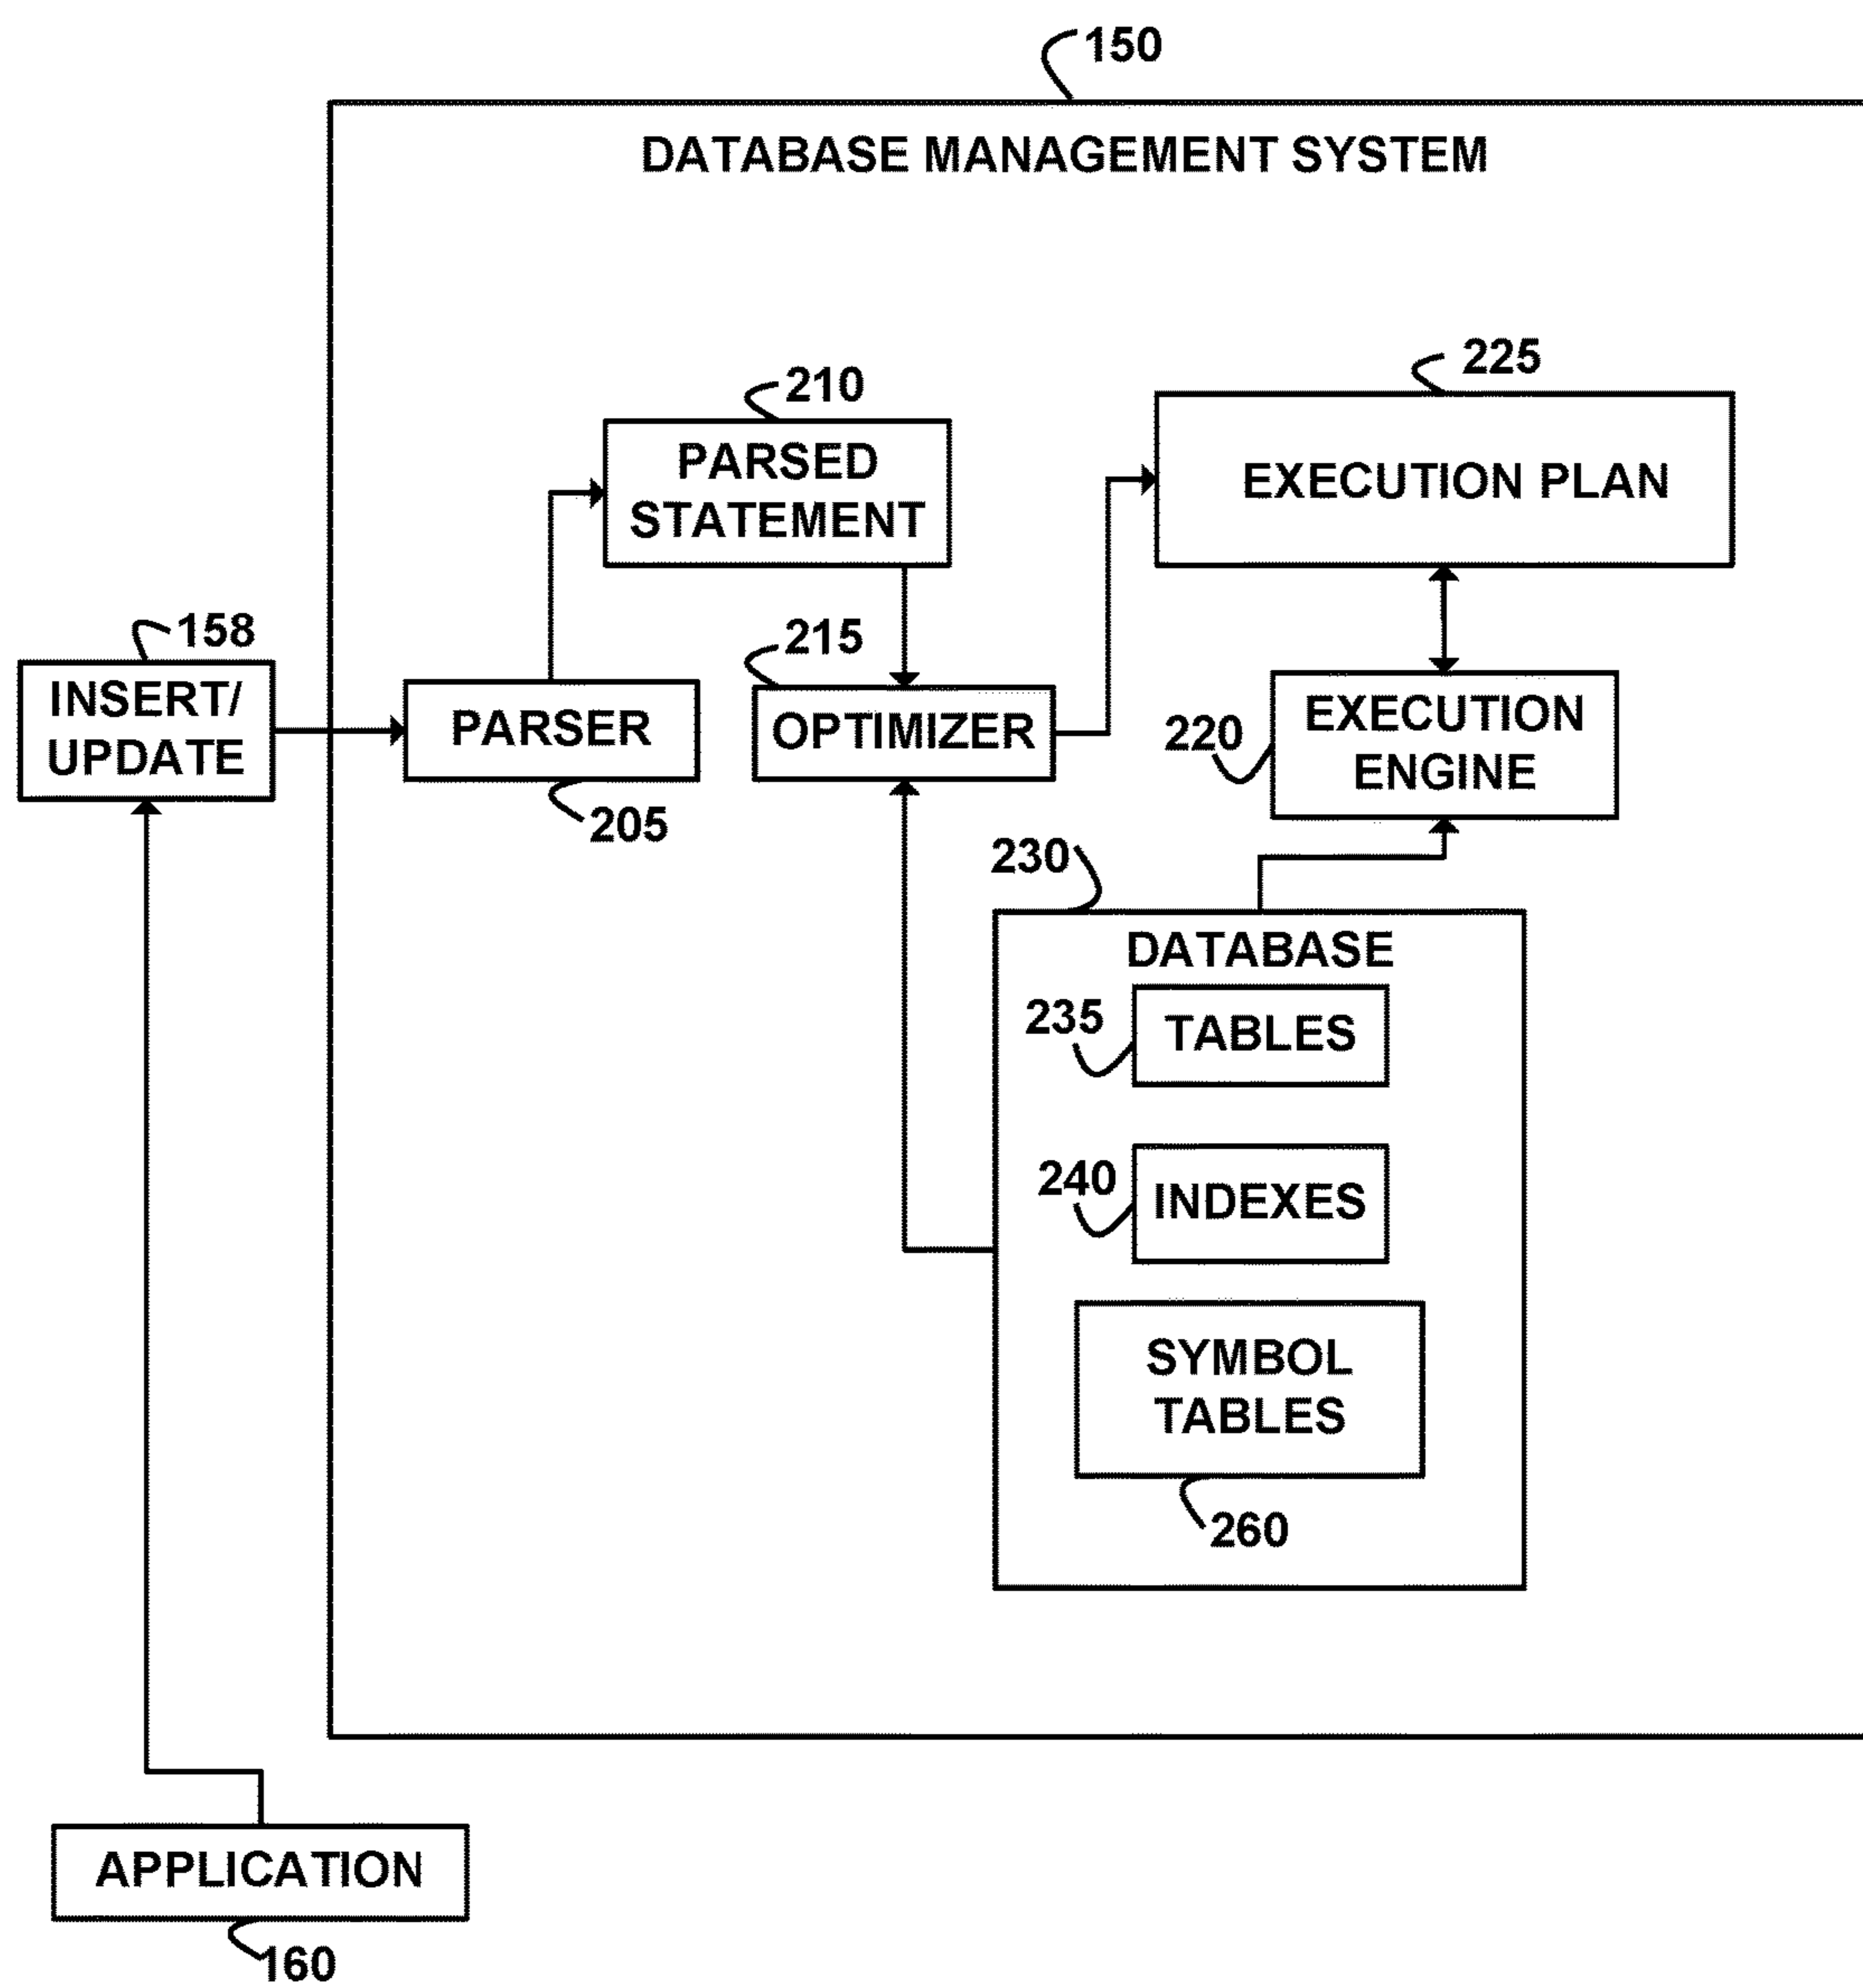 150
DATABASE MANAGEMENT SYSTEM
225
210
PARSED
STATEMENT
EXECUTION PLAN
158
215
INSERT/
UPDATE
PARSER
OPTIMIZER
220
EXECUTION
ENGINE
205
230
DATABASE
235
TABLES
240
INDEXES
SYMBOL
TABLES
260
APPLICATION
160